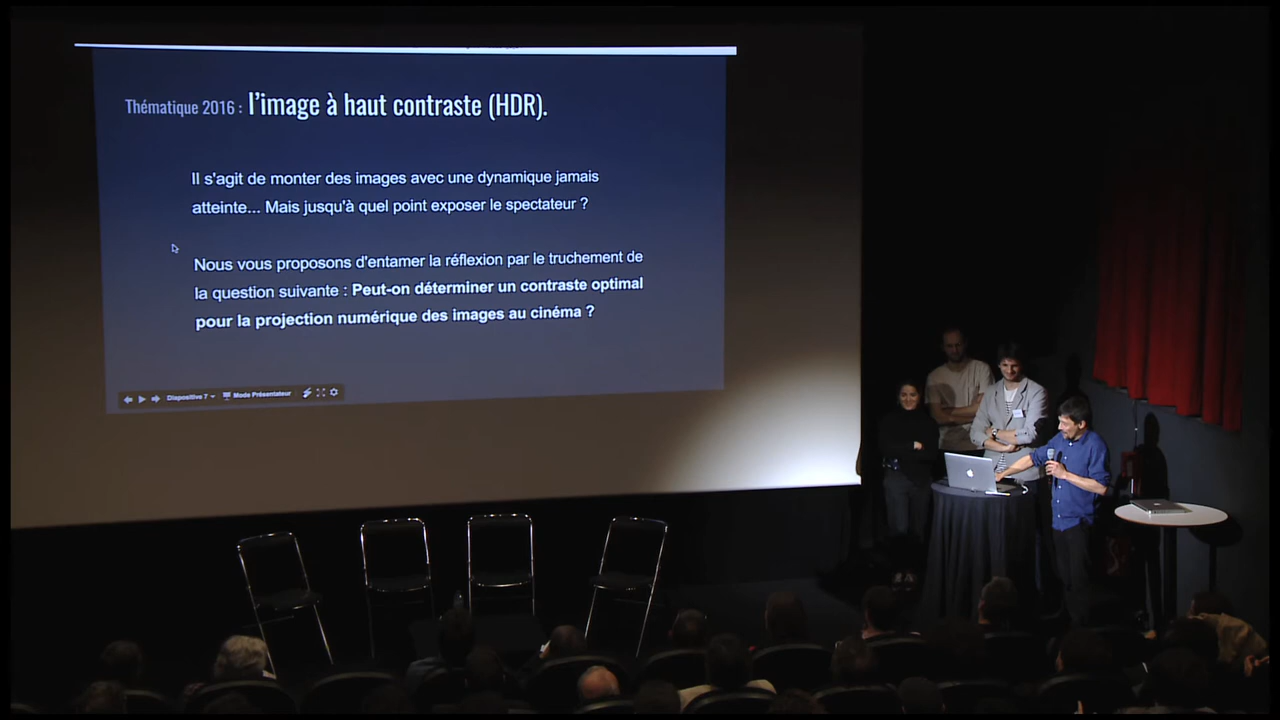 Thématique 2016 : l'image à haut contraste (HDR).
Il s'agit de monter des images avec une dynamique jamais
atteinte... Mais jusqu'à quel point exposer le spectateur ?
Nous vous proposons d'entamer la réflexion par le truchement de
la question suivante : Peut-on déterminer un contraste optimal
pour la projection numérique des images au cinéma ?
Diapositive 7 Mode Présentateur